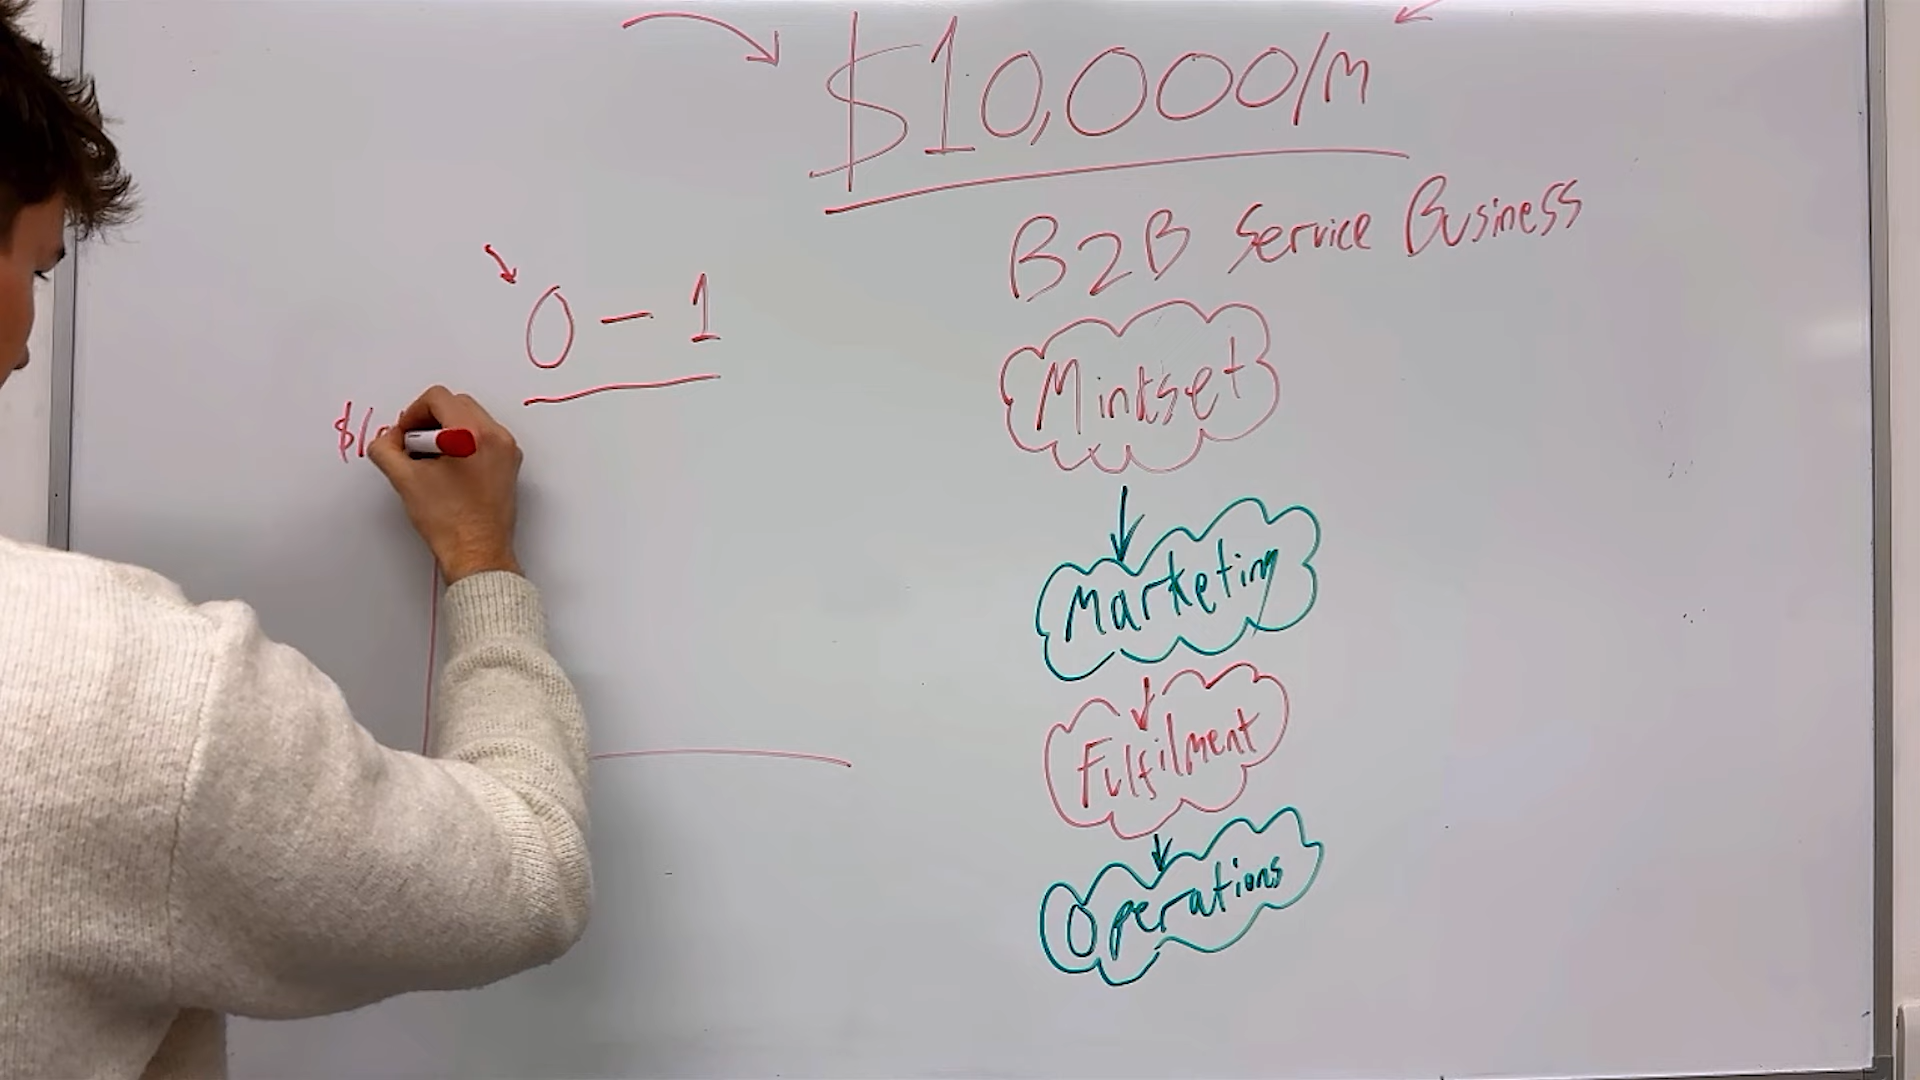 $10,000/m
B2B Service Business
0 - 1
Mindset
Marketing
Fulfilment
Operations